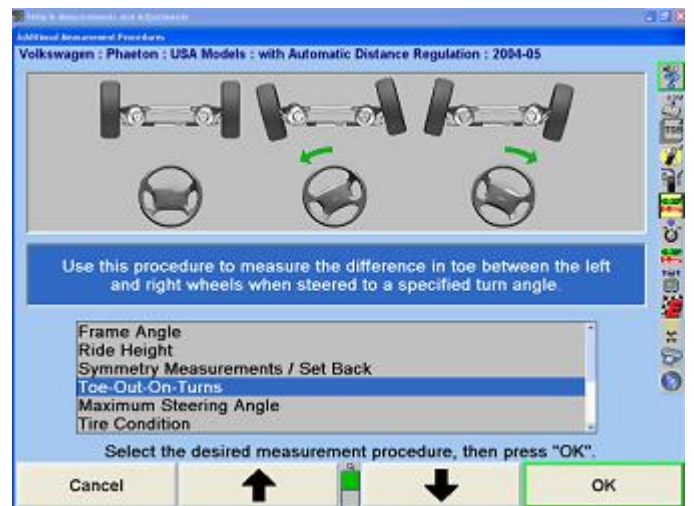 Additional Measurement Procedures
Volkswagen : Phaeton : USA Models : with Automatic Distance Regulation : 2004-05
Use this procedure to measure the difference in toe between the left
and right wheels when steered to a specified turn angle.
Frame Angle
Ride Height
Symmetry Measurements / Set Back
Toe-Out-On-Turns
Maximum Steering Angle
Tire Condition
Select the desired measurement procedure, then press "OK".
Cancel
OK